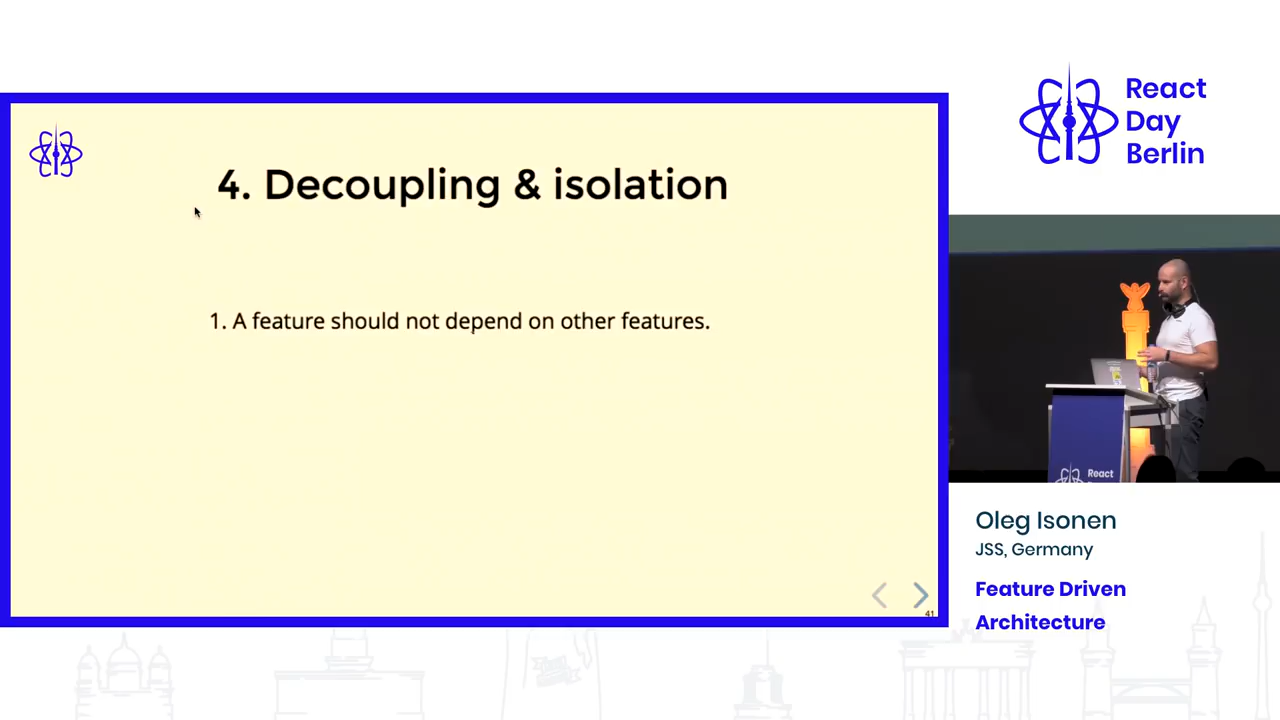 4. Decoupling & isolation
1. A feature should not depend on other features.
41
React
Day
Berlin
React
Oleg Isonen
JSS, Germany
Feature Driven
Architecture